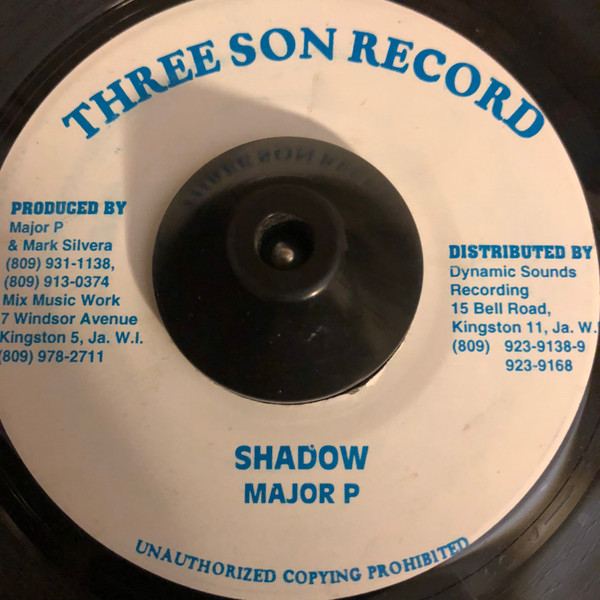 THREE SON RECORD
PRODUCED BY
Major P
& Mark Silvera
(809) 931-1138,
(809) 913-0374
Mix Music Work
7 Windsor Avenue
Kingston 5, Ja. W.I.
(809) 978-2711
DISTRIBUTED BY
Dynamic Sounds
Recording
15 Bell Road,
Kingston 11, Ja. W.
(809) 923-9138-9
923-9168
SHADOW
MAJOR P
UNAUTHORIZED COPYING PROHIBITED